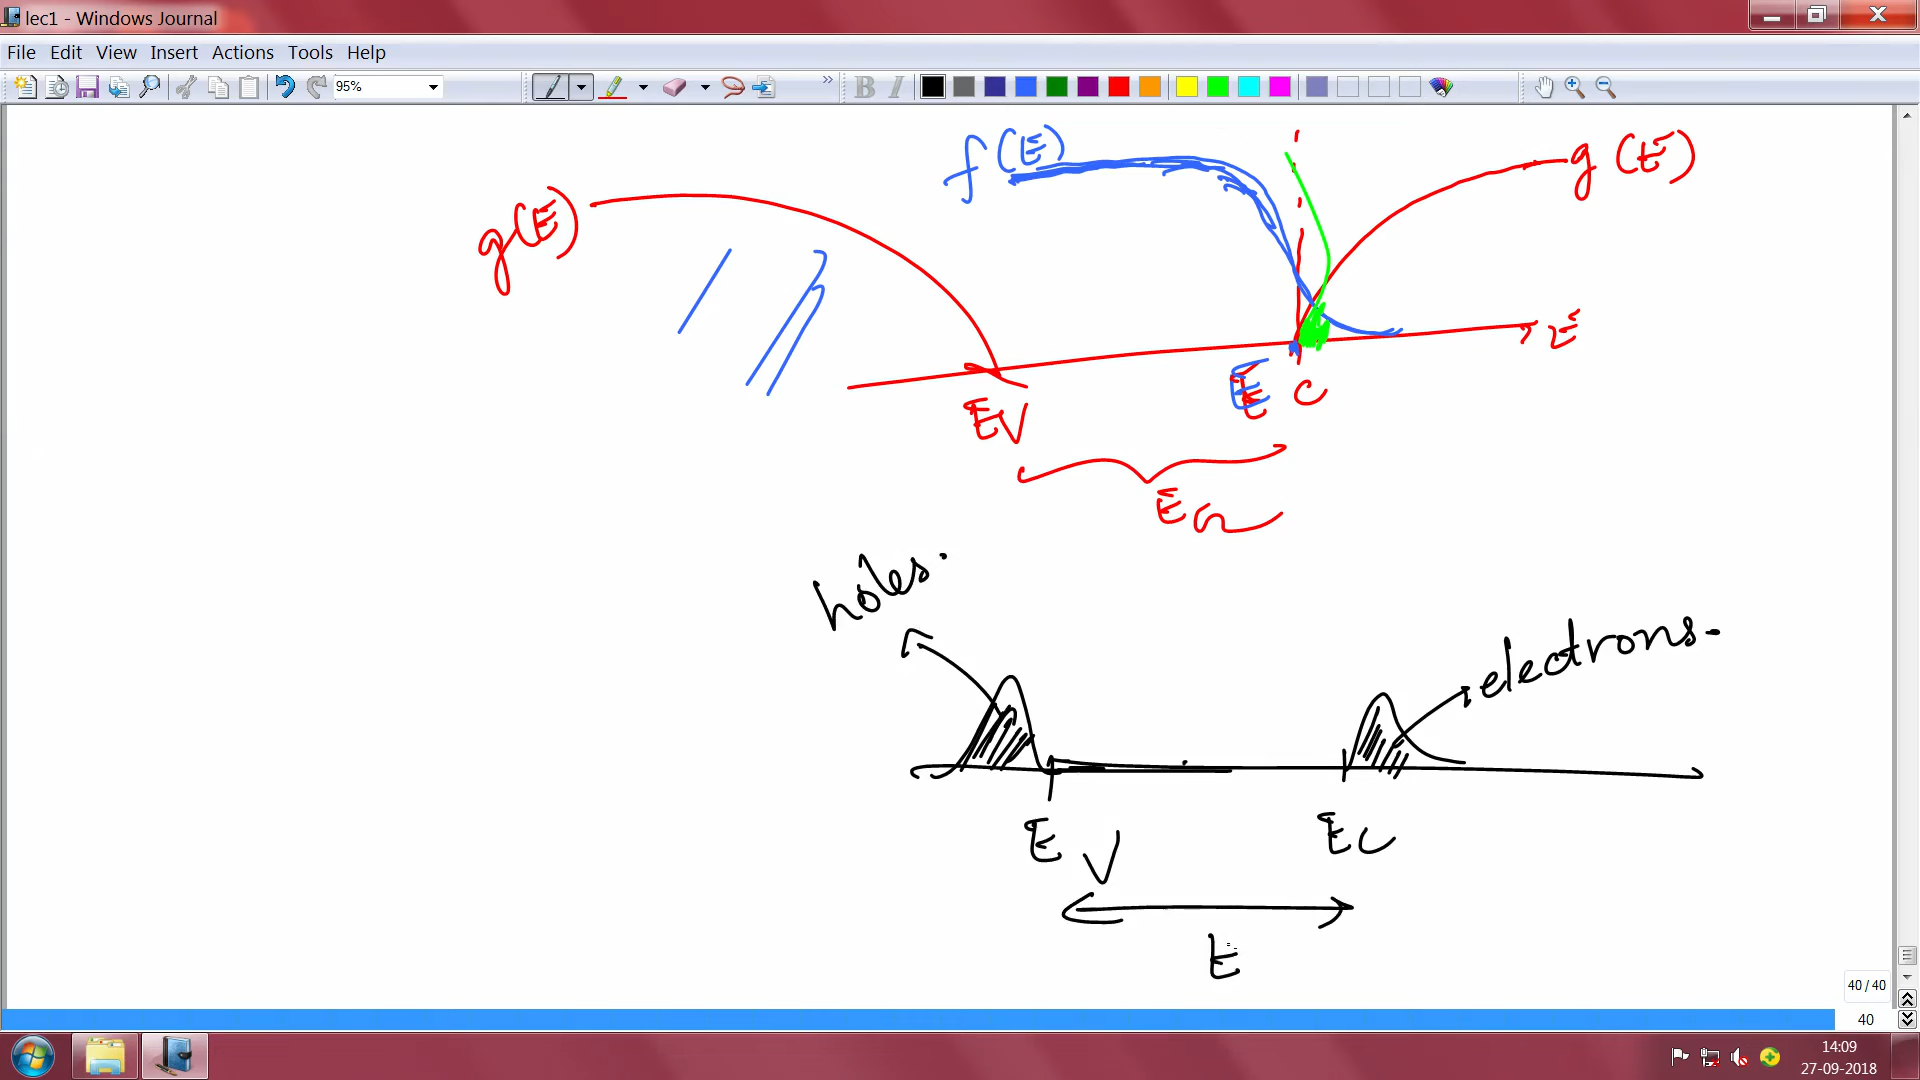 lec1 - Windows Journal
File Edit View Insert Actions Tools Help
95%
B I
f(E)
g(E)
g(E)
E
EV
EC
EG
holes.
electrons.
EV
EC
E
40 / 40
40
14:09
27-09-2018